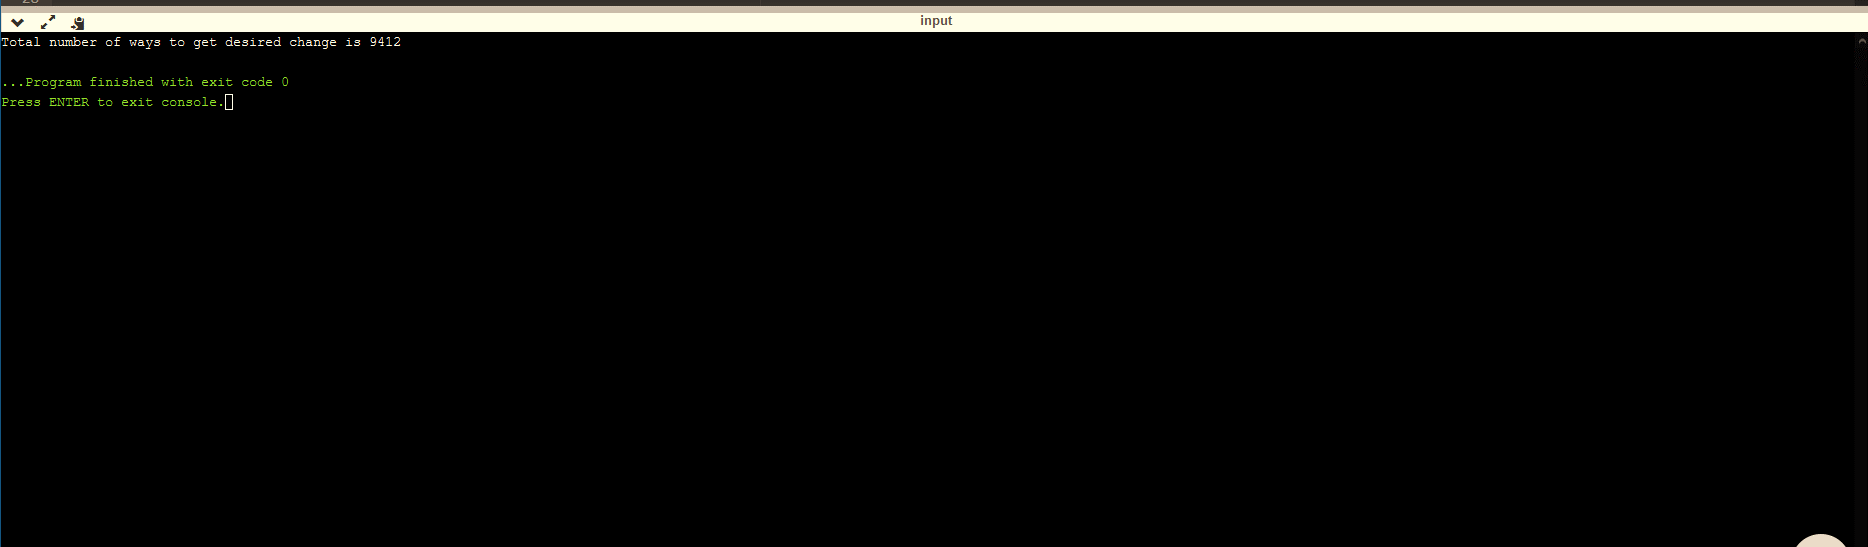 input
Total number of ways to get desired change is 9412
...Program finished with exit code 0
Press ENTER to exit console.